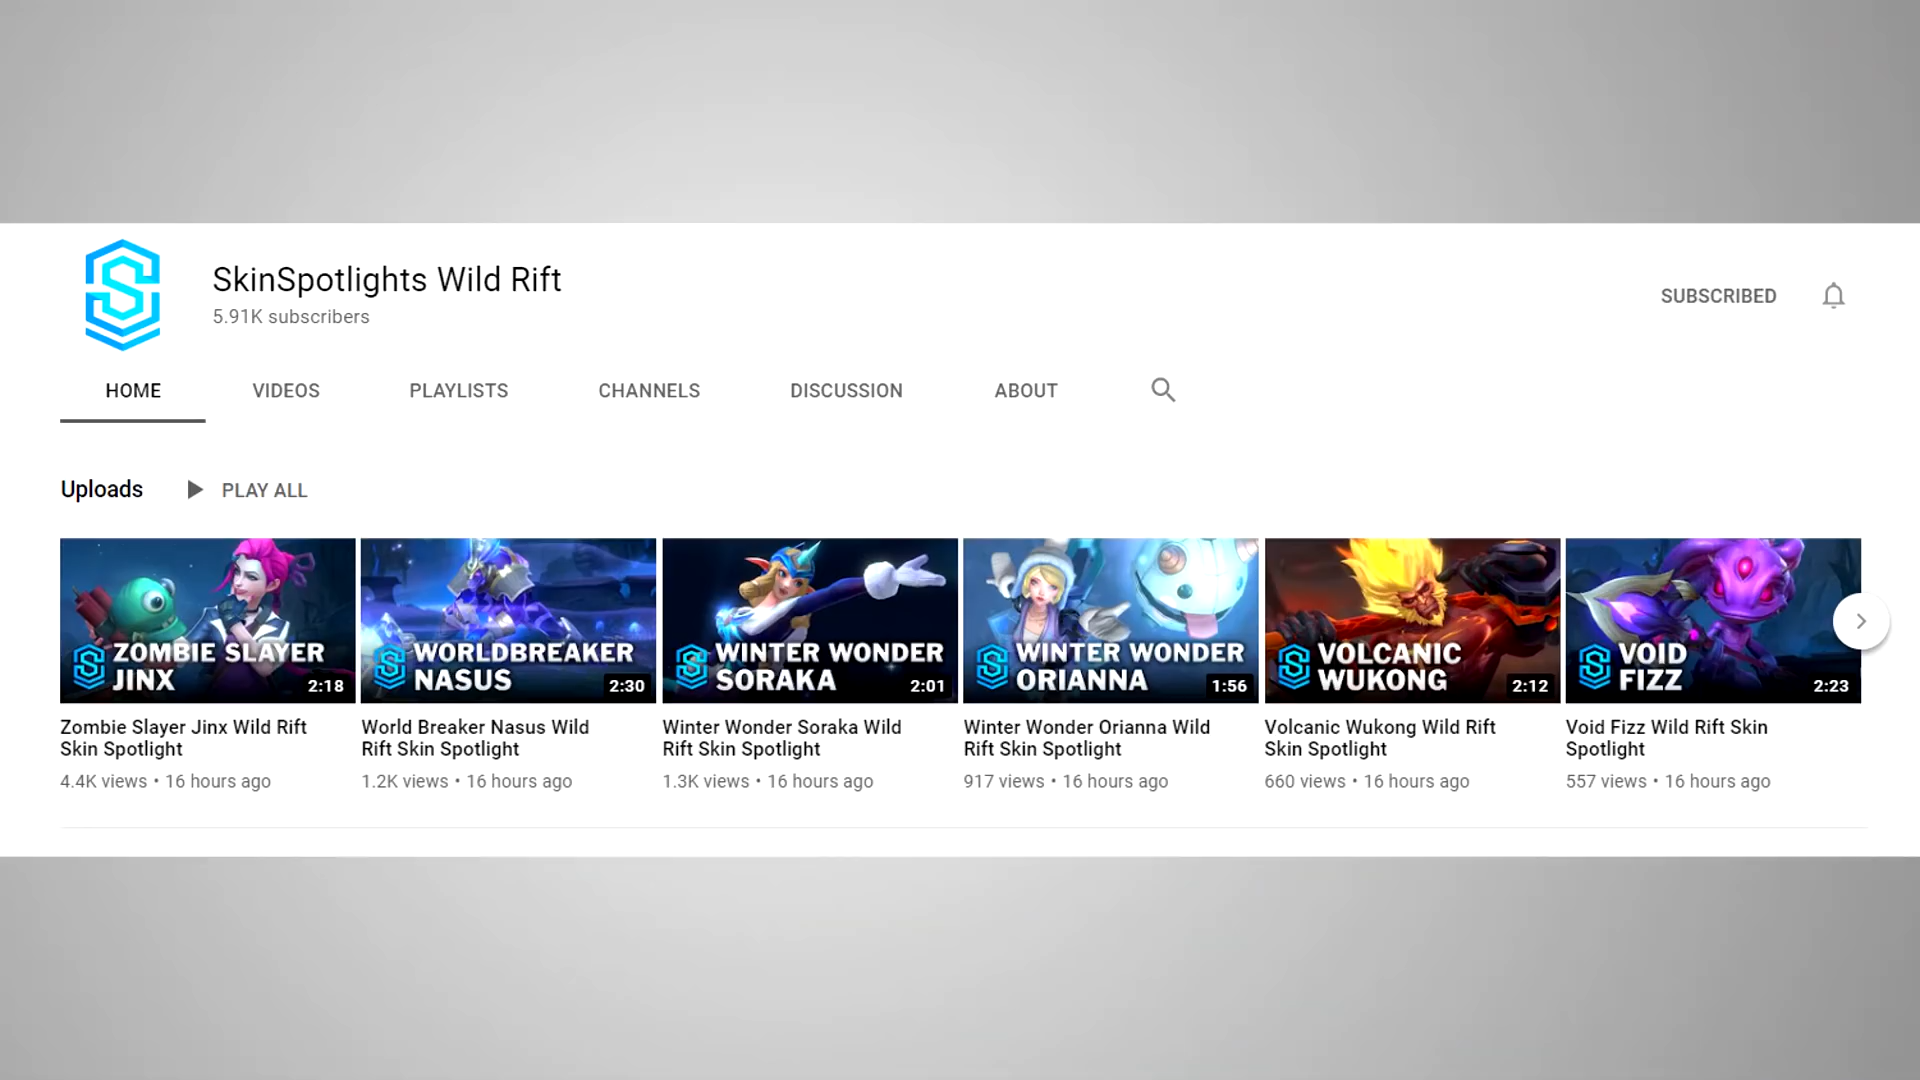 SkinSpotlights Wild Rift
5.91K subscribers
SUBSCRIBED
HOME VIDEOS PLAYLISTS CHANNELS DISCUSSION ABOUT
Uploads PLAY ALL
ZOMBIE SLAYER
JINX
2:18
WORLDBREAKER
NASUS
2:30
WINTER WONDER
SORAKA
2:01
WINTER WONDER
ORIANNA
1:56
VOLCANIC
WUKONG
2:12
VOID
FIZZ
2:23
Zombie Slayer Jinx Wild Rift
Skin Spotlight
4.4K views • 16 hours ago
World Breaker Nasus Wild
Rift Skin Spotlight
1.2K views • 16 hours ago
Winter Wonder Soraka Wild
Rift Skin Spotlight
1.3K views • 16 hours ago
Winter Wonder Orianna Wild
Rift Skin Spotlight
917 views • 16 hours ago
Volcanic Wukong Wild Rift
Skin Spotlight
660 views • 16 hours ago
Void Fizz Wild Rift Skin
Spotlight
557 views • 16 hours ago